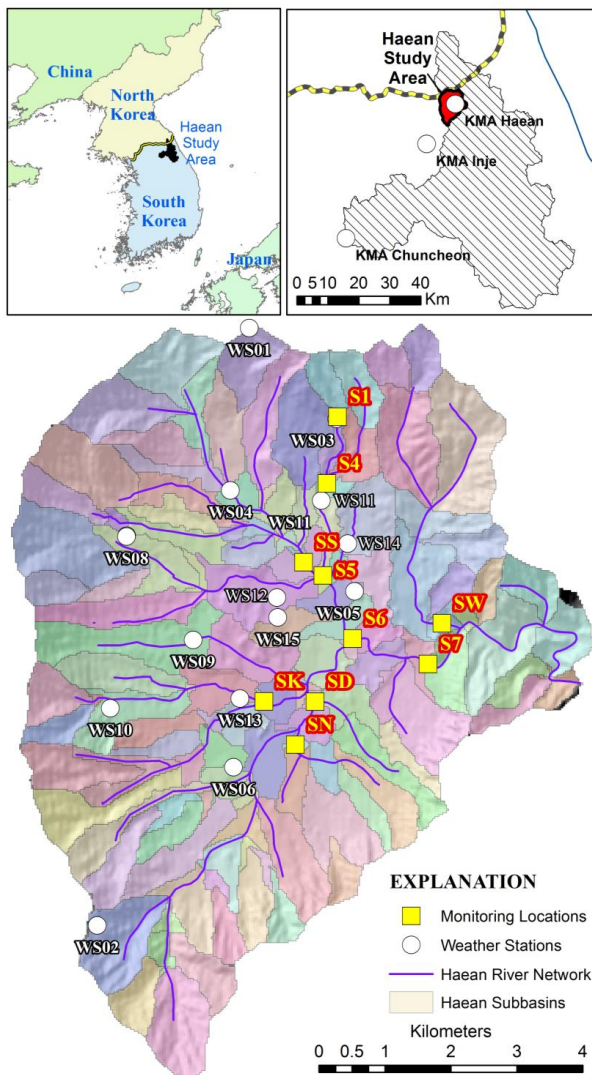 China
North
Korea
Haean
Study
Area
South
Korea
Japan
Haean
Study
Area
KMA Haean
KMA Inje
KMA Chuncheon
0 5 10 20 30 40
Km
WS01
S1
WS03
S4
WS04
WS11
WS11
WS08
SS
WS14
S5
WS12
WS05
SW
WS15
S6
WS09
S7
SK
SD
WS10
WS13
SN
WS06
WS02
EXPLANATION
Monitoring Locations
Weather Stations
Haean River Network
Haean Subbasins
Kilometers
0 0.5 1 2 3 4